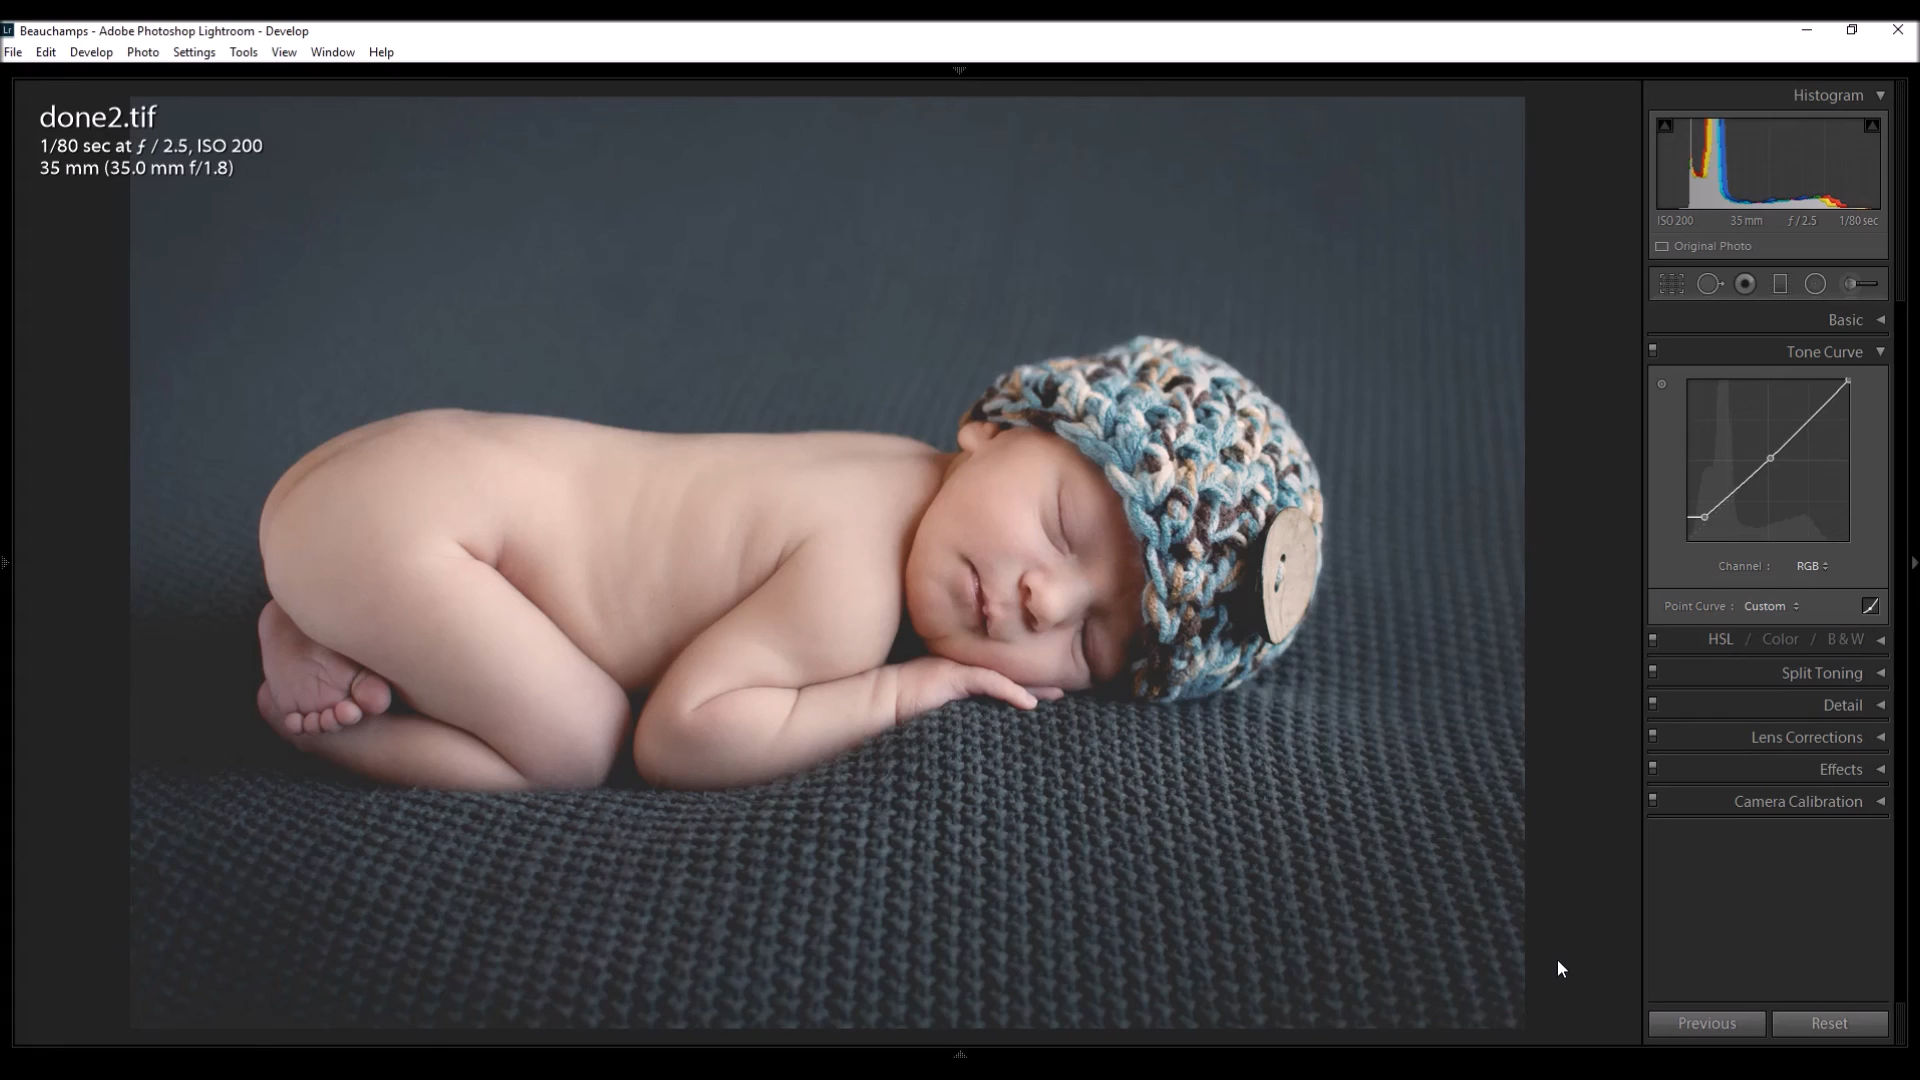 Lr Beauchamps - Adobe Photoshop Lightroom - Develop
File Edit Develop Photo Settings Tools View Window Help
done2.tif
1/80 sec at ƒ / 2.5, ISO 200
35 mm (35.0 mm f/1.8)
Histogram
ISO 200 35 mm ƒ / 2.5 1/80 sec
Original Photo
Basic
Tone Curve
Channel : RGB
Point Curve : Custom
HSL / Color / B & W
Split Toning
Detail
Lens Corrections
Effects
Camera Calibration
Previous Reset